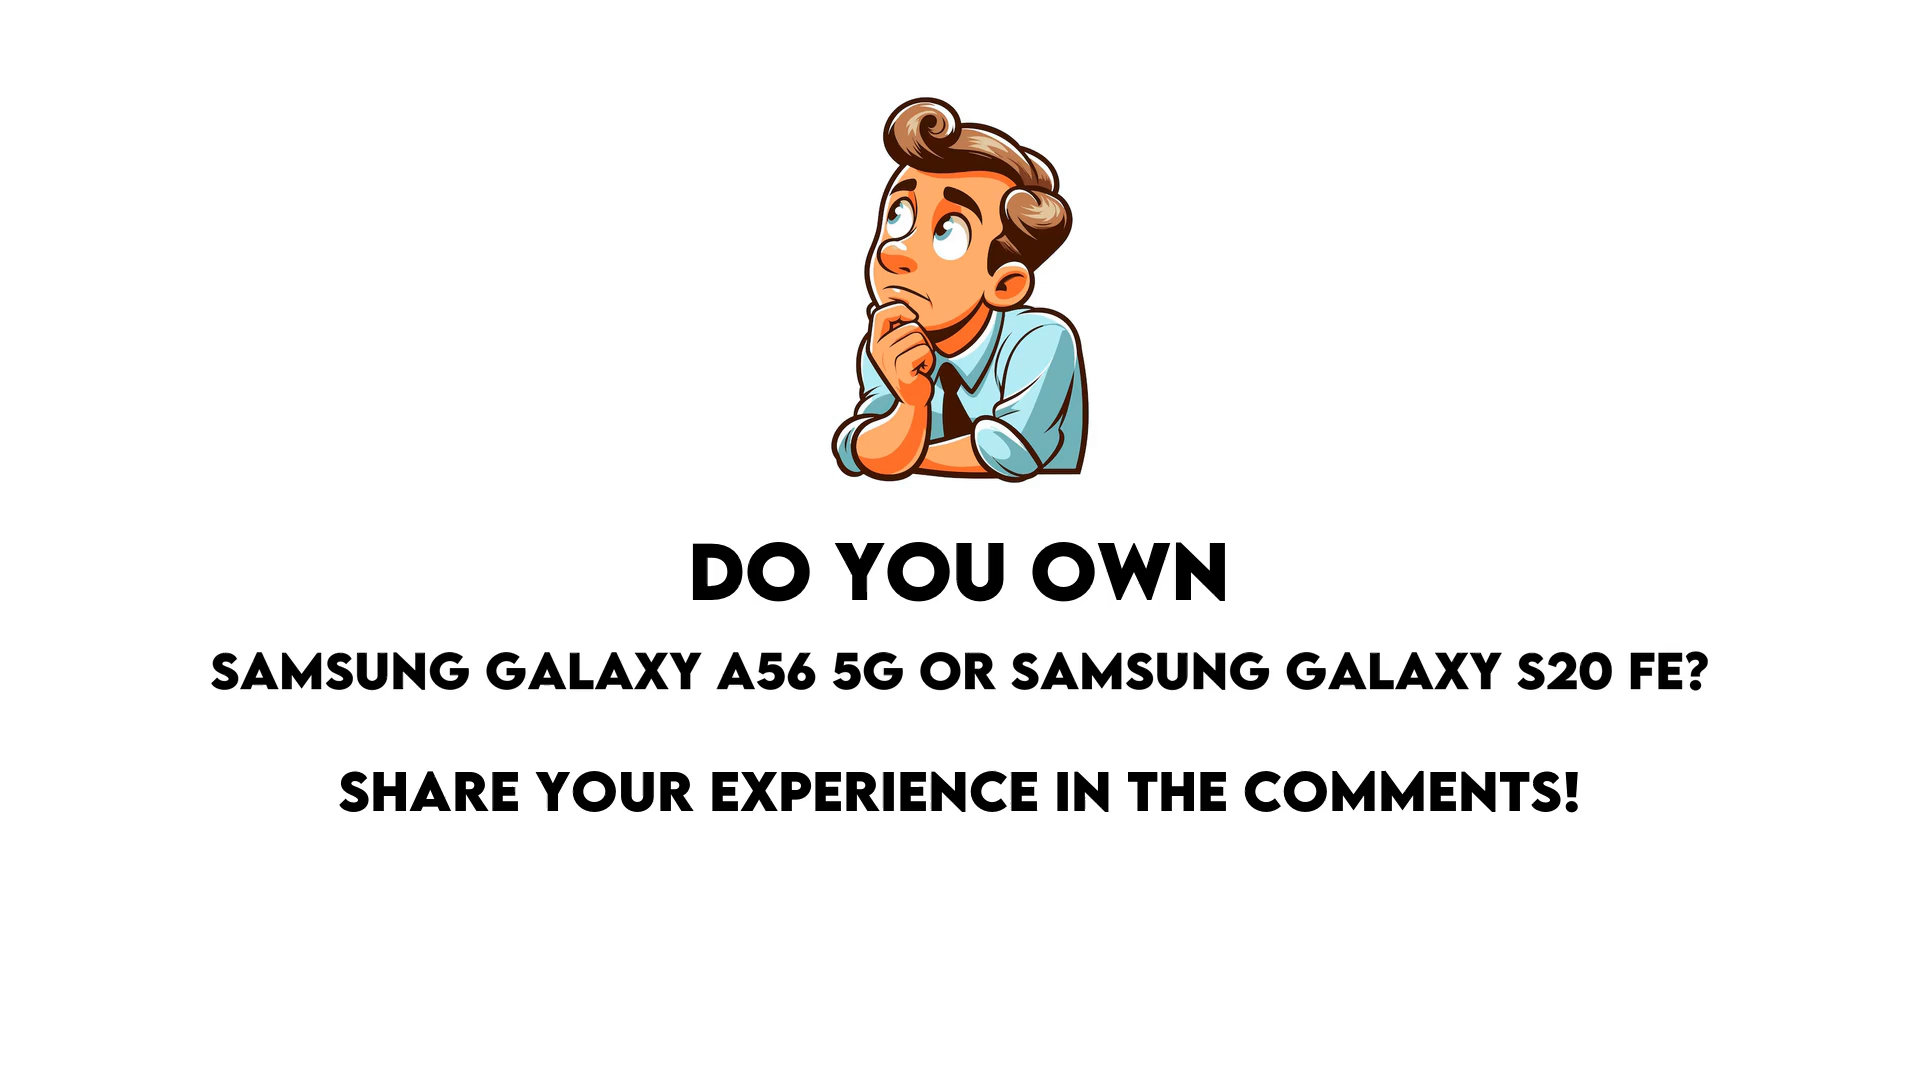 DO YOU OWN
SAMSUNG GALAXY A56 5G OR SAMSUNG GALAXY S20 FE?
SHARE YOUR EXPERIENCE IN THE COMMENTS!